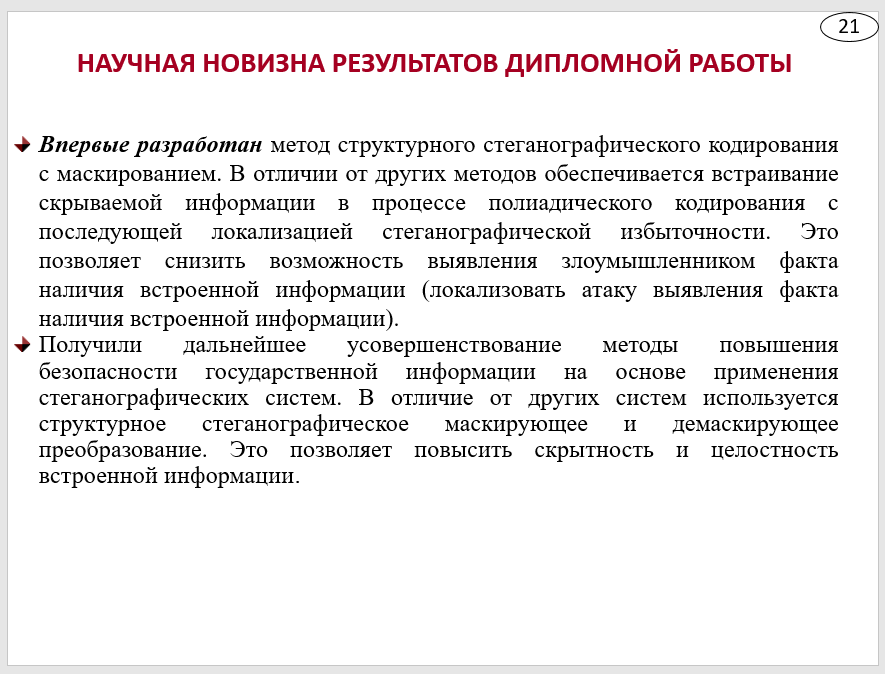 21
НАУЧНАЯ НОВИЗНА РЕЗУЛЬТАТОВ ДИПЛОМНОЙ РАБОТЫ
Впервые разработан метод структурного стеганографического кодирования
с маскированием. В отличии от других методов обеспечивается встраивание
скрываемой информации в процессе полиадического кодирования с
последующей локализацией стеганографической избыточности. Это
позволяет снизить возможность выявления злоумышленником факта
наличия встроенной информации (локализовать атаку выявления факта
наличия встроенной информации).
Получили дальнейшее усовершенствование методы повышения
безопасности государственной информации на основе применения
стеганографических систем. В отличие от других систем используется
структурное стеганографическое маскирующее и демаскирующее
преобразование. Это позволяет повысить скрытность и целостность
встроенной информации.